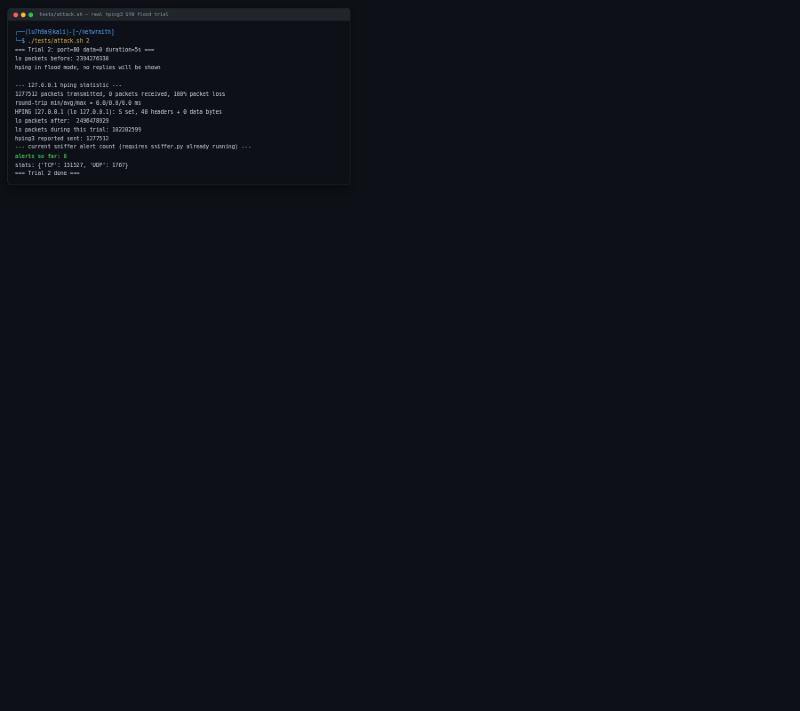 tests/attack.sh — real hping3 SYN flood trial
┌──(lu7h9a㉿kali)-[~/netwraith]
└─$ ./tests/attack.sh 2
=== Trial 2: port=80 data=0 duration=5s ===
lo packets before: 2394276330
hping in flood mode, no replies will be shown
--- 127.0.0.1 hping statistic ---
1277512 packets transmitted, 0 packets received, 100% packet loss
round-trip min/avg/max = 0.0/0.0/0.0 ms
HPING 127.0.0.1 (lo 127.0.0.1): S set, 40 headers + 0 data bytes
lo packets after: 2496478929
lo packets during this trial: 102202599
hping3 reported sent: 1277512
--- current sniffer alert count (requires sniffer.py already running) ---
alerts so far: 8
stats: {'TCP': 131527, 'UDP': 1767}
=== Trial 2 done ===